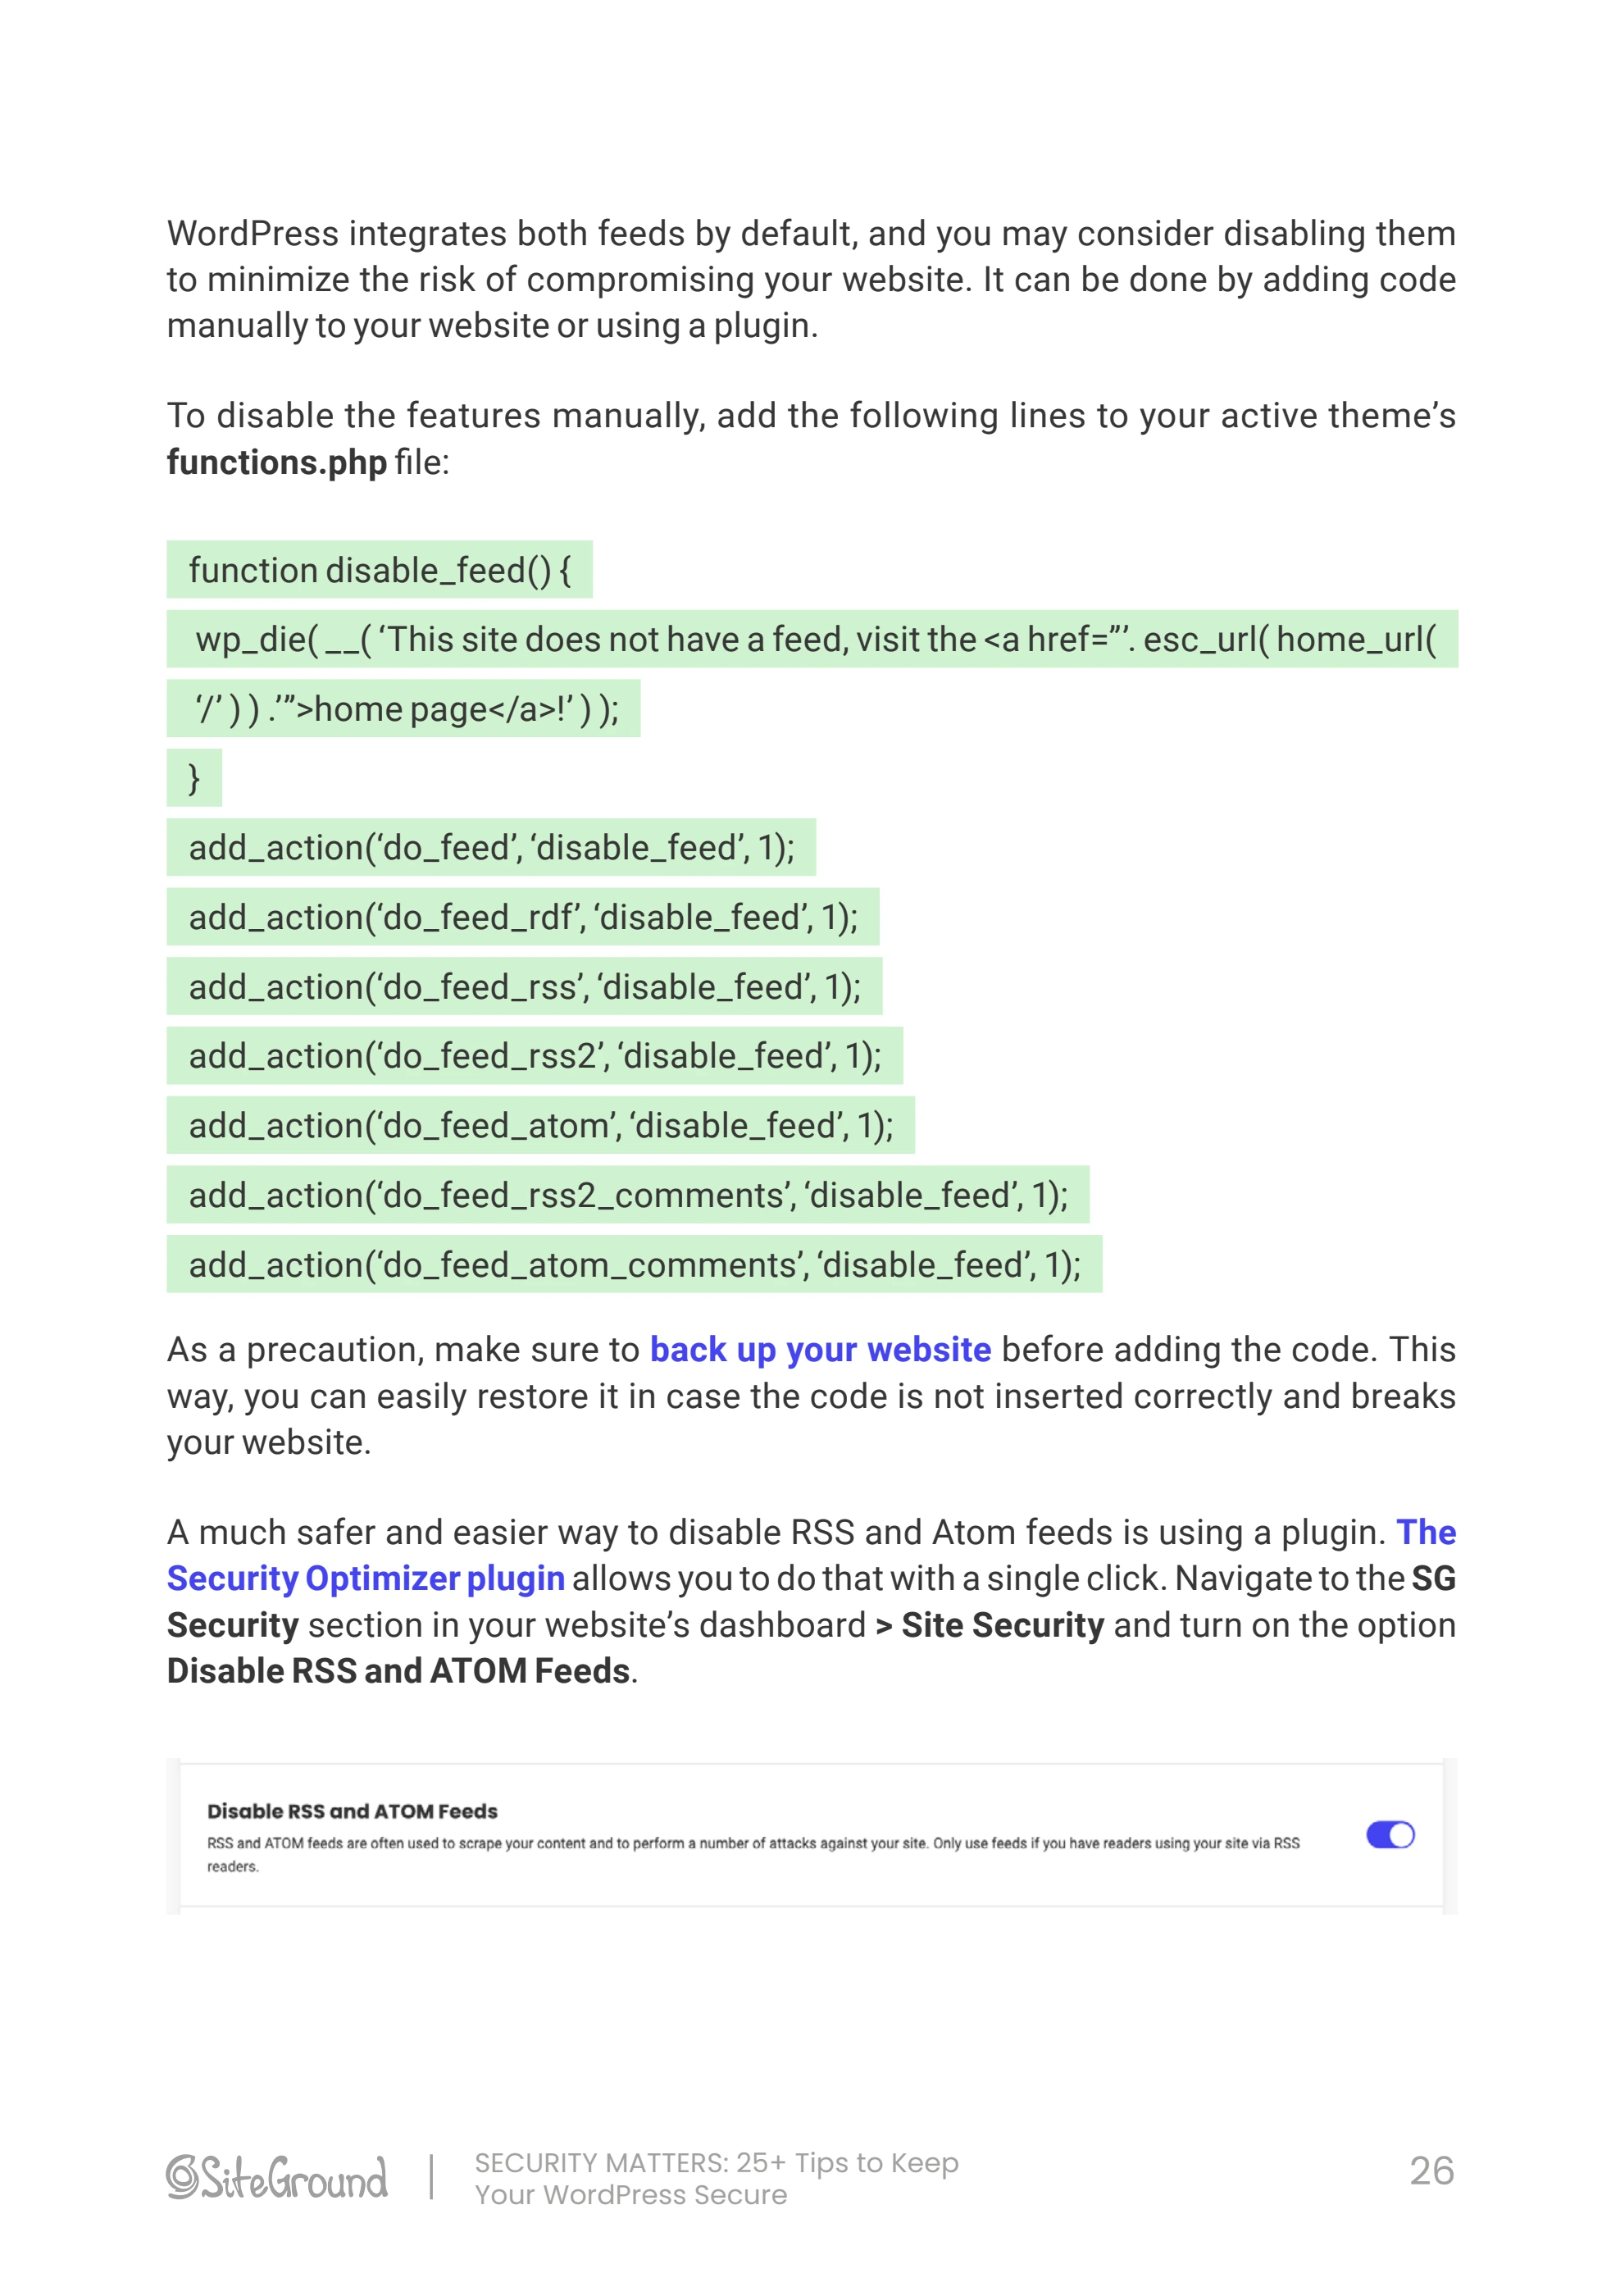 WordPress integrates both feeds by default, and you may consider disabling them
to minimize the risk of compromising your website. It can be done by adding code
manually to your website or using a plugin.
To disable the features manually, add the following lines to your active theme’s
functions.php file:
function disable_feed() {
wp_die( __( ‘This site does not have a feed, visit the <a href=”’. esc_url( home_url(
‘/’ ) ) .’”>home page</a>!’ ) );
}
add_action(‘do_feed’, ‘disable_feed’, 1);
add_action(‘do_feed_rdf’, ‘disable_feed’, 1);
add_action(‘do_feed_rss’, ‘disable_feed’, 1);
add_action(‘do_feed_rss2’, ‘disable_feed’, 1);
add_action(‘do_feed_atom’, ‘disable_feed’, 1);
add_action(‘do_feed_rss2_comments’, ‘disable_feed’, 1);
add_action(‘do_feed_atom_comments’, ‘disable_feed’, 1);
As a precaution, make sure to back up your website before adding the code. This
way, you can easily restore it in case the code is not inserted correctly and breaks
your website.
A much safer and easier way to disable RSS and Atom feeds is using a plugin. The
Security Optimizer plugin allows you to do that with a single click. Navigate to the SG
Security section in your website’s dashboard > Site Security and turn on the option
Disable RSS and ATOM Feeds.
Disable RSS and ATOM Feeds
RSS and ATOM feeds are often used to scrape your content and to perform a number of attacks against your site. Only use feeds if you have readers using your site via RSS
readers.
SiteGround
SECURITY MATTERS: 25+ Tips to Keep
Your WordPress Secure
26